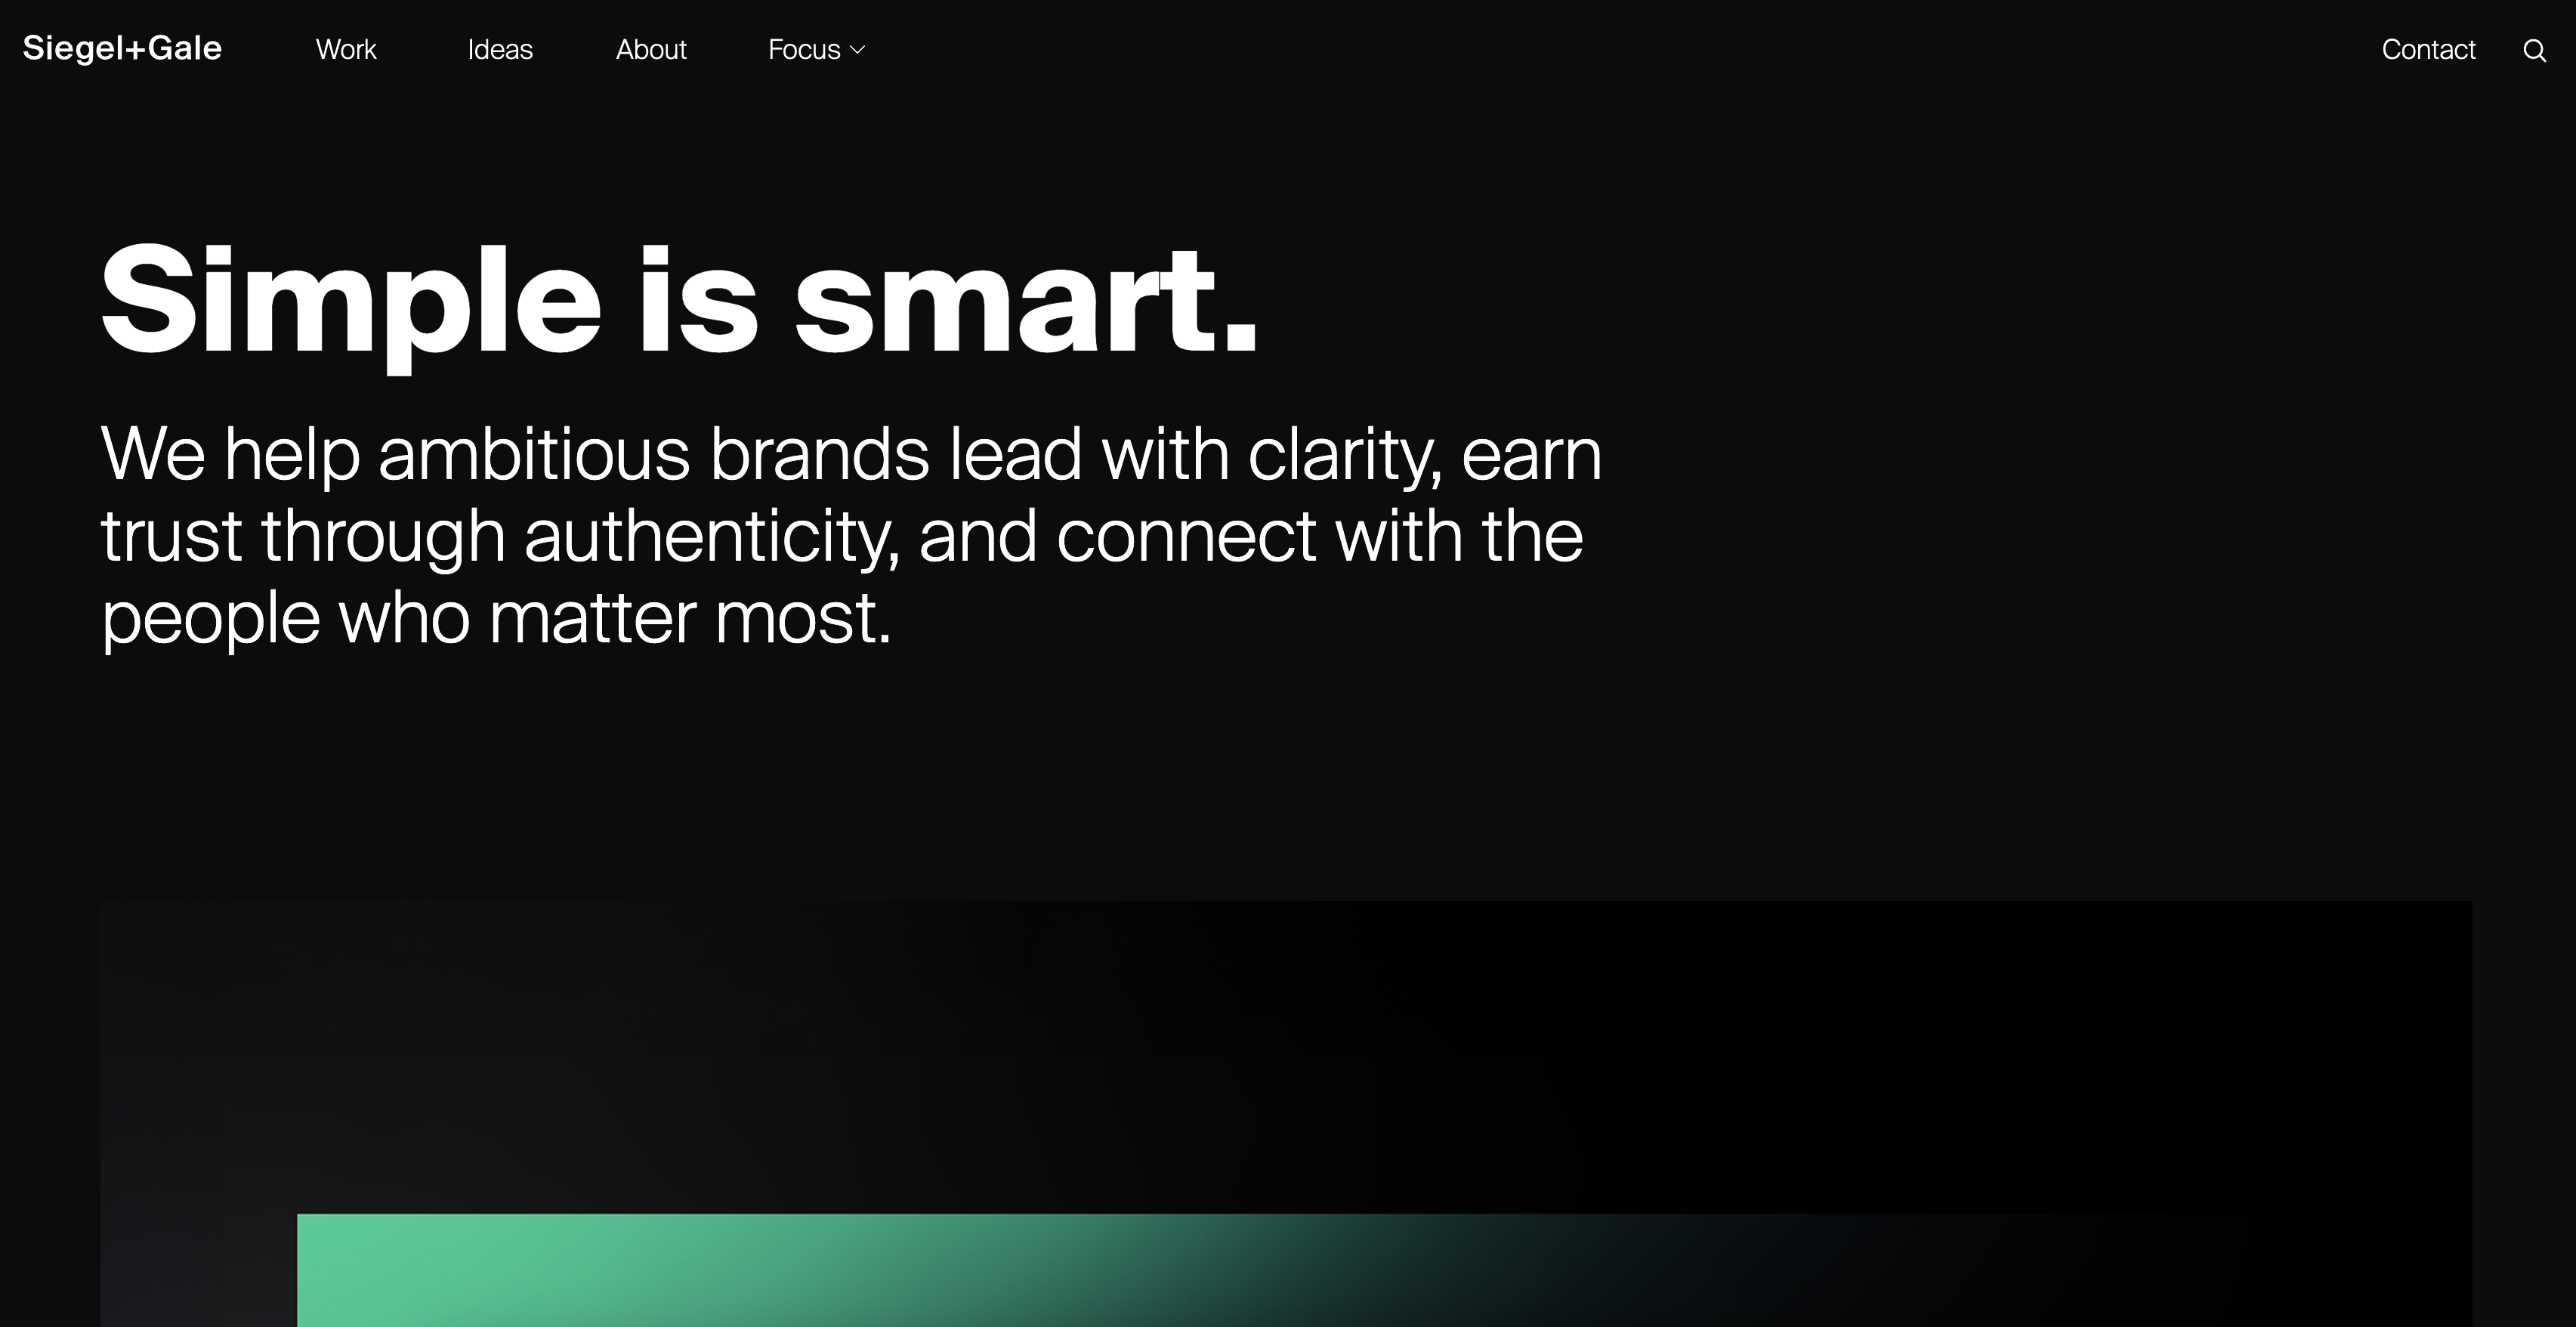 Siegel+Gale Work Ideas About Focus Contact
Simple is smart.
We help ambitious brands lead with clarity, earn
trust through authenticity, and connect with the
people who matter most.